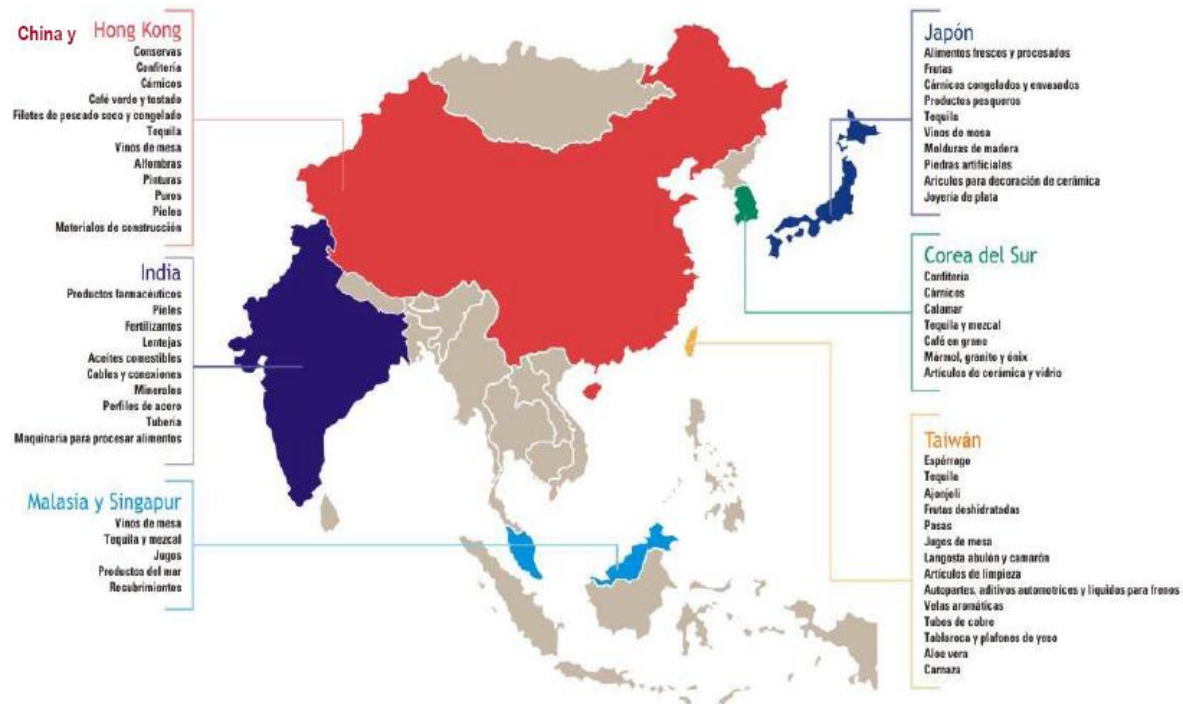 China y Hong Kong
Conservas
Confitería
Cárnicos
Café verde y tostado
Filetes de pescado seco y congelado
Tequila
Vinos de mesa
Alfombras
Pinturas
Puros
Pieles
Materiales de construcción
India
Productos farmacéuticos
Pieles
Fertilizantes
Lentejas
Aceites comestibles
Cables y conexiones
Minerales
Perfiles de acero
Tubería
Maquinaria para procesar alimentos
Malasia y Singapur
Vinos de mesa
Tequila y mezcal
Jugos
Productos del mar
Recubrimientos
Japón
Alimentos frescos y procesados
Frutas
Cárnicos congelados y envasados
Productos pesqueros
Tequila
Vinos de mesa
Molduras de madera
Piedras artificiales
Arículos para decoración de cerámica
Joyería de plata
Corea del Sur
Confitería
Cárnicos
Calamar
Tequila y mezcal
Café en grano
Mármol, granito y ónix
Artículos de cerámica y vidrio
Taiwán
Espárrago
Tequila
Ajonjolí
Frutas deshidratadas
Pasas
Jugos de mesa
Langosta abulón y camarón
Artículos de limpieza
Autopartes, aditivos automotrices y líquidos para frenos
Velas aromáticas
Tubos de cobre
Tablaroca y plafones de yeso
Aloe vera
Carnaza